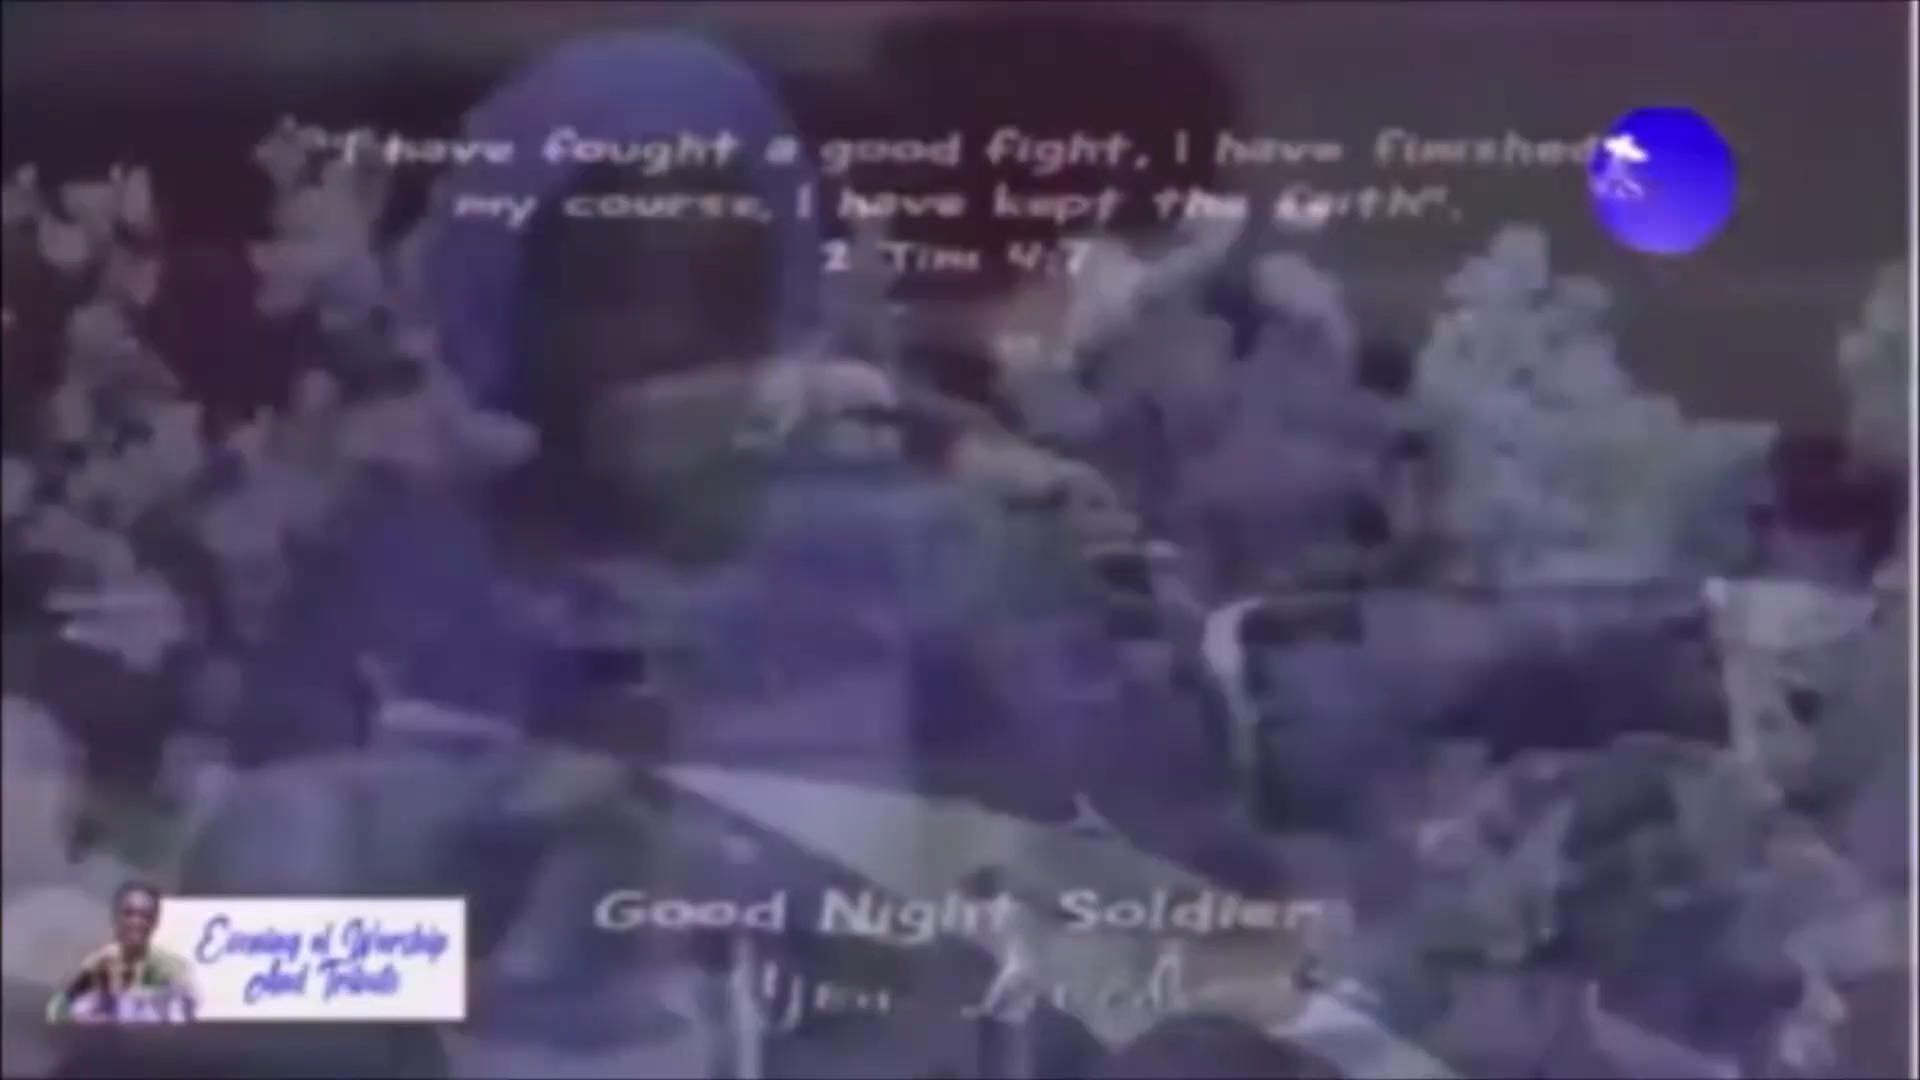 "I have fought a good fight, I have finished
my course, I have kept the faith".
2 Tim 4:7
Good Night Soldier
Evening of Worship
And Tribute